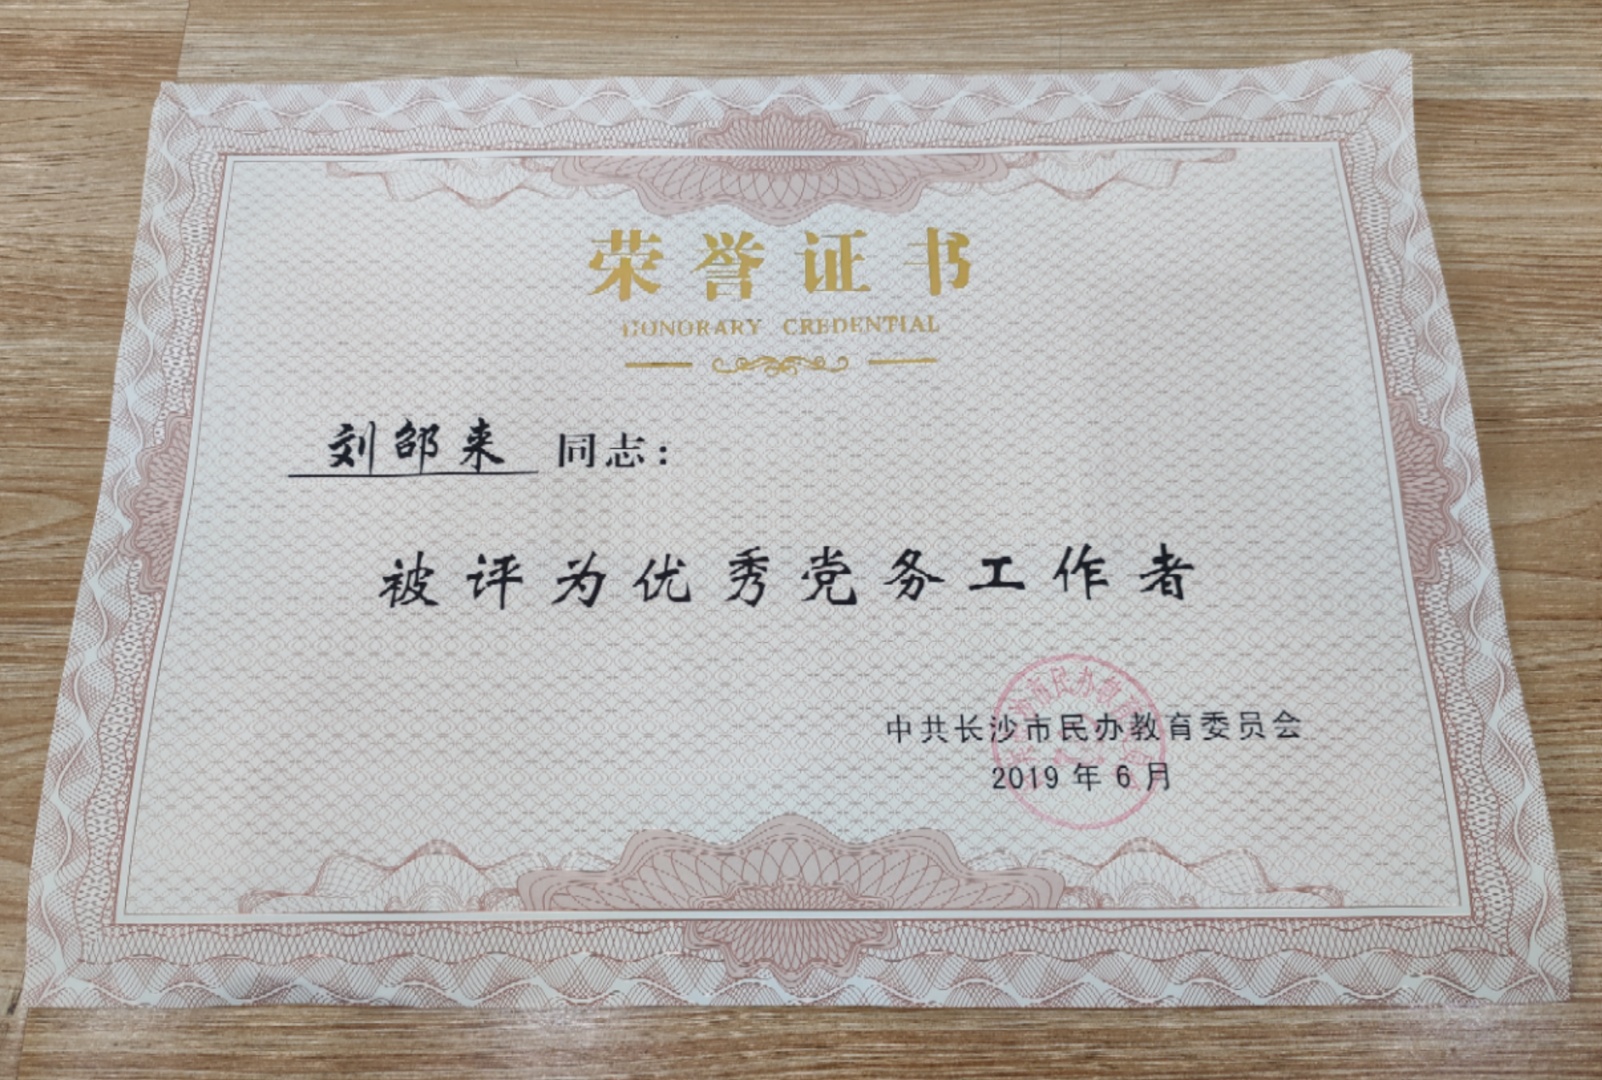 荣誉证书
HONORARY CREDENTIAL
刘邵来 同志：
被评为优秀党务工作者
中共长沙市民办教育委员会
2019 年 6 月